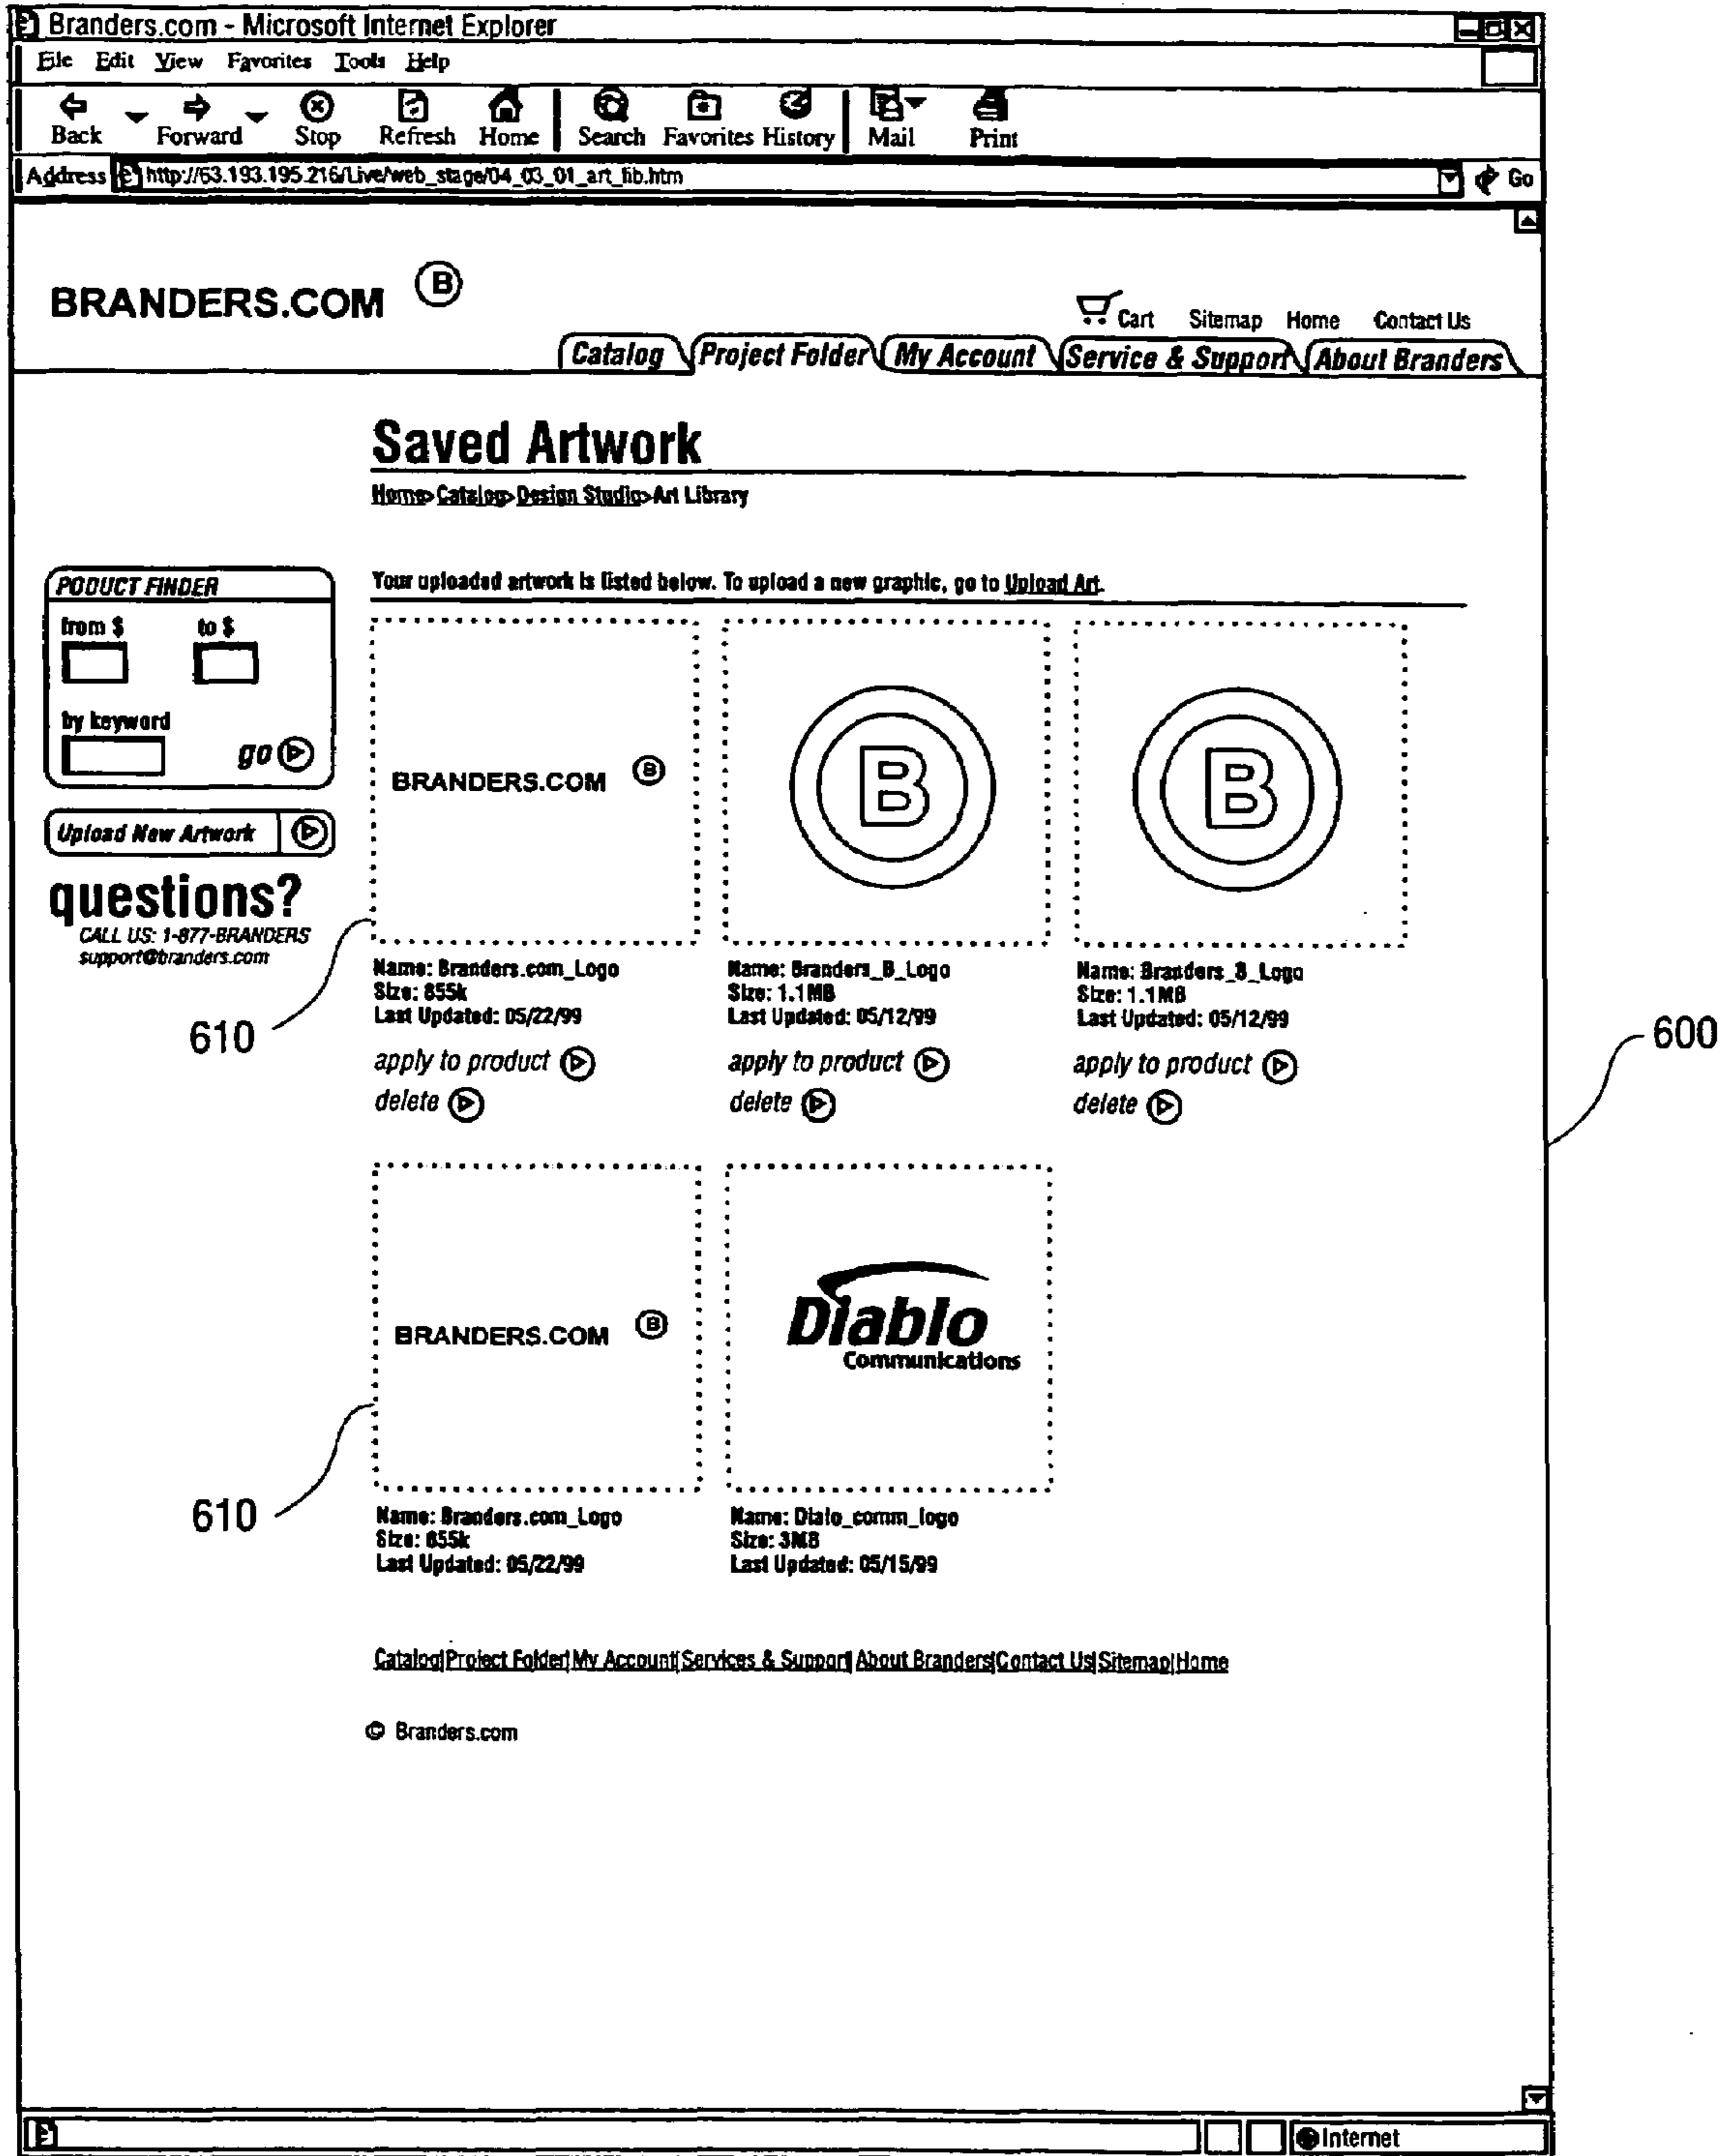 Branders.com - Microsoft Internet Explorer
File Edit View Favorites Tools Help
Back Forward Stop Refresh Home Search Favorites History Mail Print
Address http://63.193.195.216/Live/web_stage/04_03_01_art_lib.htm Go
BRANDERS.COM B
Cart Sitemap Home Contact Us
Catalog Project Folder My Account Service & Support About Branders
Saved Artwork
Home>Catalog>Design Studio>Art Library
PODUCT FINDER
from $ to $
by keyword
go
Upload New Artwork
questions?
CALL US: 1-877-BRANDERS
support@branders.com
Your uploaded artwork is listed below. To upload a new graphic, go to Upload Art.
BRANDERS.COM B
B
B
610
Name: Branders.com_Logo Name: Branders_B_Logo Name: Branders_B_Logo
Size: 855k Size: 1.1MB Size: 1.1MB
Last Updated: 05/22/99 Last Updated: 05/12/99 Last Updated: 05/12/99
apply to product apply to product apply to product
delete delete delete
600
BRANDERS.COM B
Diablo
Communications
610
Name: Branders.com_Logo Name: Dialo_comm_logo
Size: 855k Size: 3MB
Last Updated: 05/22/99 Last Updated: 05/15/99
Catalog|Project Folder|My Account|Services & Support|About Branders|Contact Us|Sitemap|Home
© Branders.com
Internet